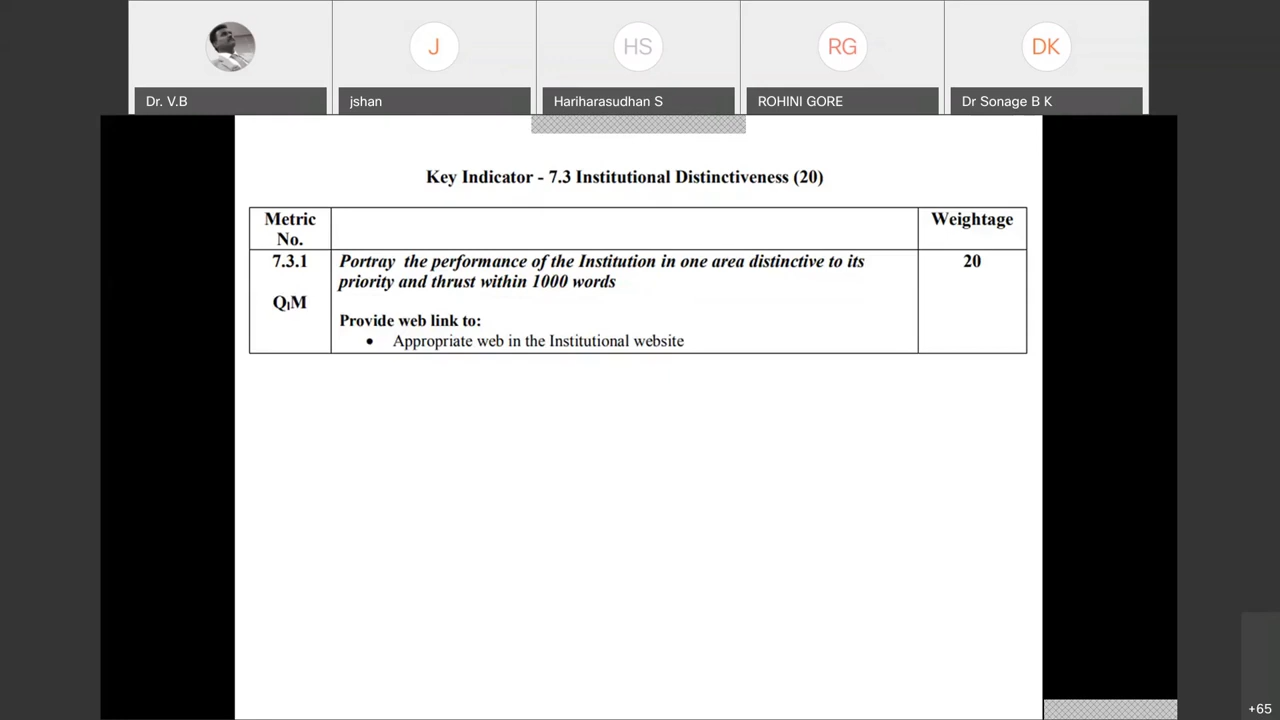 J
HS
RG
DK
Dr. V.B
jshan
Hariharasudhan S
ROHINI GORE
Dr Sonage B K
Key Indicator - 7.3 Institutional Distinctiveness (20)
Metric
No.
Weightage
7.3.1
Portray the performance of the Institution in one area distinctive to its
priority and thrust within 1000 words
20
QlM
Provide web link to:
• Appropriate web in the Institutional website
+65